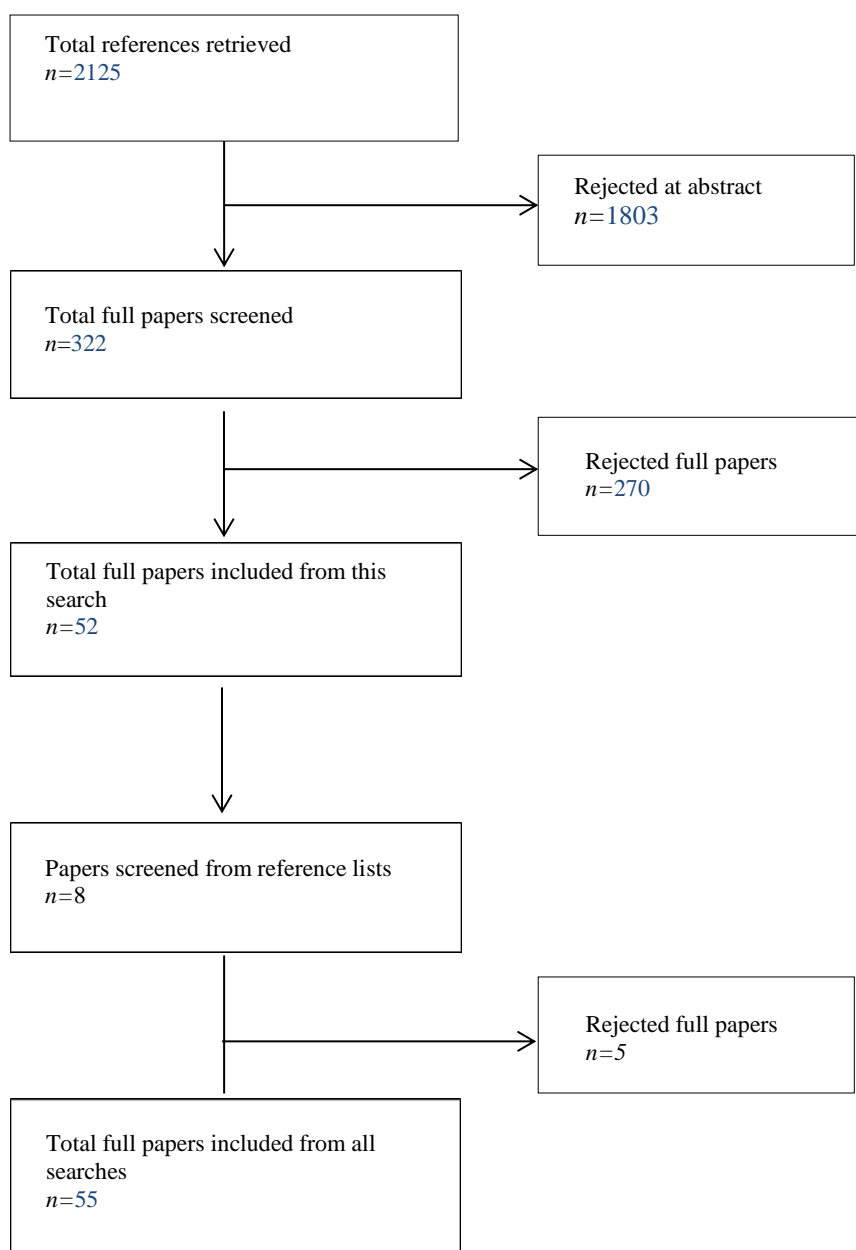 Total references retrieved
n=2125
Rejected at abstract
n=1803
Total full papers screened
n=322
Rejected full papers
n=270
Total full papers included from this
search
n=52
Papers screened from reference lists
n=8
Rejected full papers
n=5
Total full papers included from all
searches
n=55